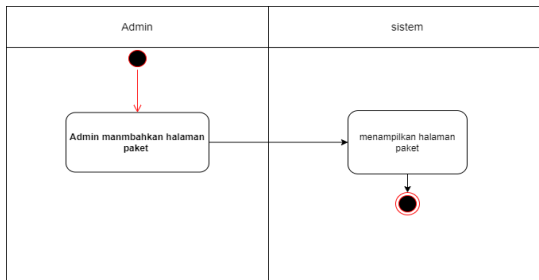 Admin
sistem
Admin manmbahkan halaman
paket
menampilkan halaman
paket